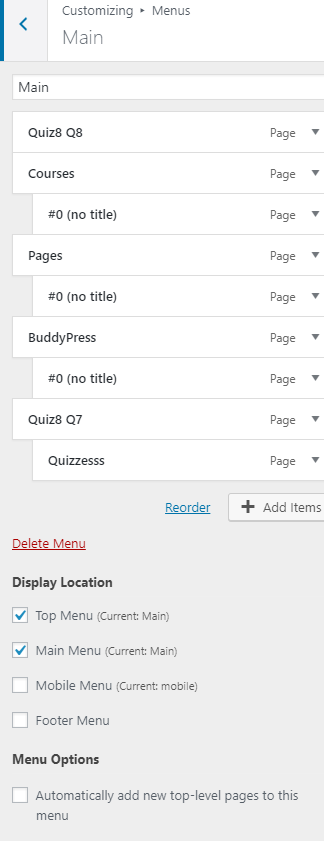 Customizing ▸ Menus
Main
Main
Quiz8 Q8 Page
Courses Page
#0 (no title) Page
Pages Page
#0 (no title) Page
BuddyPress Page
#0 (no title) Page
Quiz8 Q7 Page
Quizzesss Page
Reorder Add Items
Delete Menu
Display Location
Top Menu (Current: Main)
Main Menu (Current: Main)
Mobile Menu (Current: mobile)
Footer Menu
Menu Options
Automatically add new top-level pages to this
menu